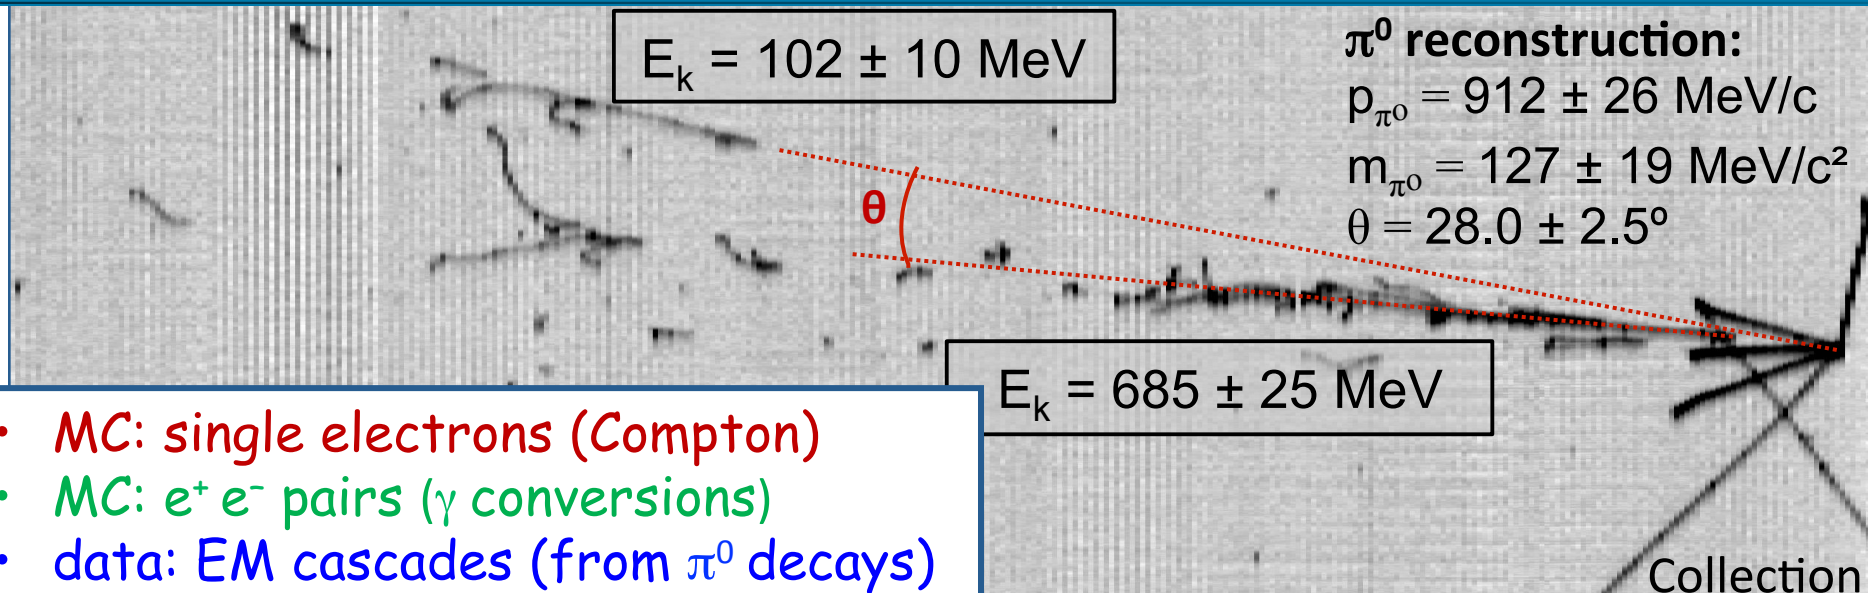 E_k = 102 ± 10 MeV
π⁰ reconstruction:
p_π⁰ = 912 ± 26 MeV/c
m_π⁰ = 127 ± 19 MeV/c²
θ = 28.0 ± 2.5º
θ
E_k = 685 ± 25 MeV
• MC: single electrons (Compton)
• MC: e⁺ e⁻ pairs (γ conversions)
• data: EM cascades (from π⁰ decays)
Collection